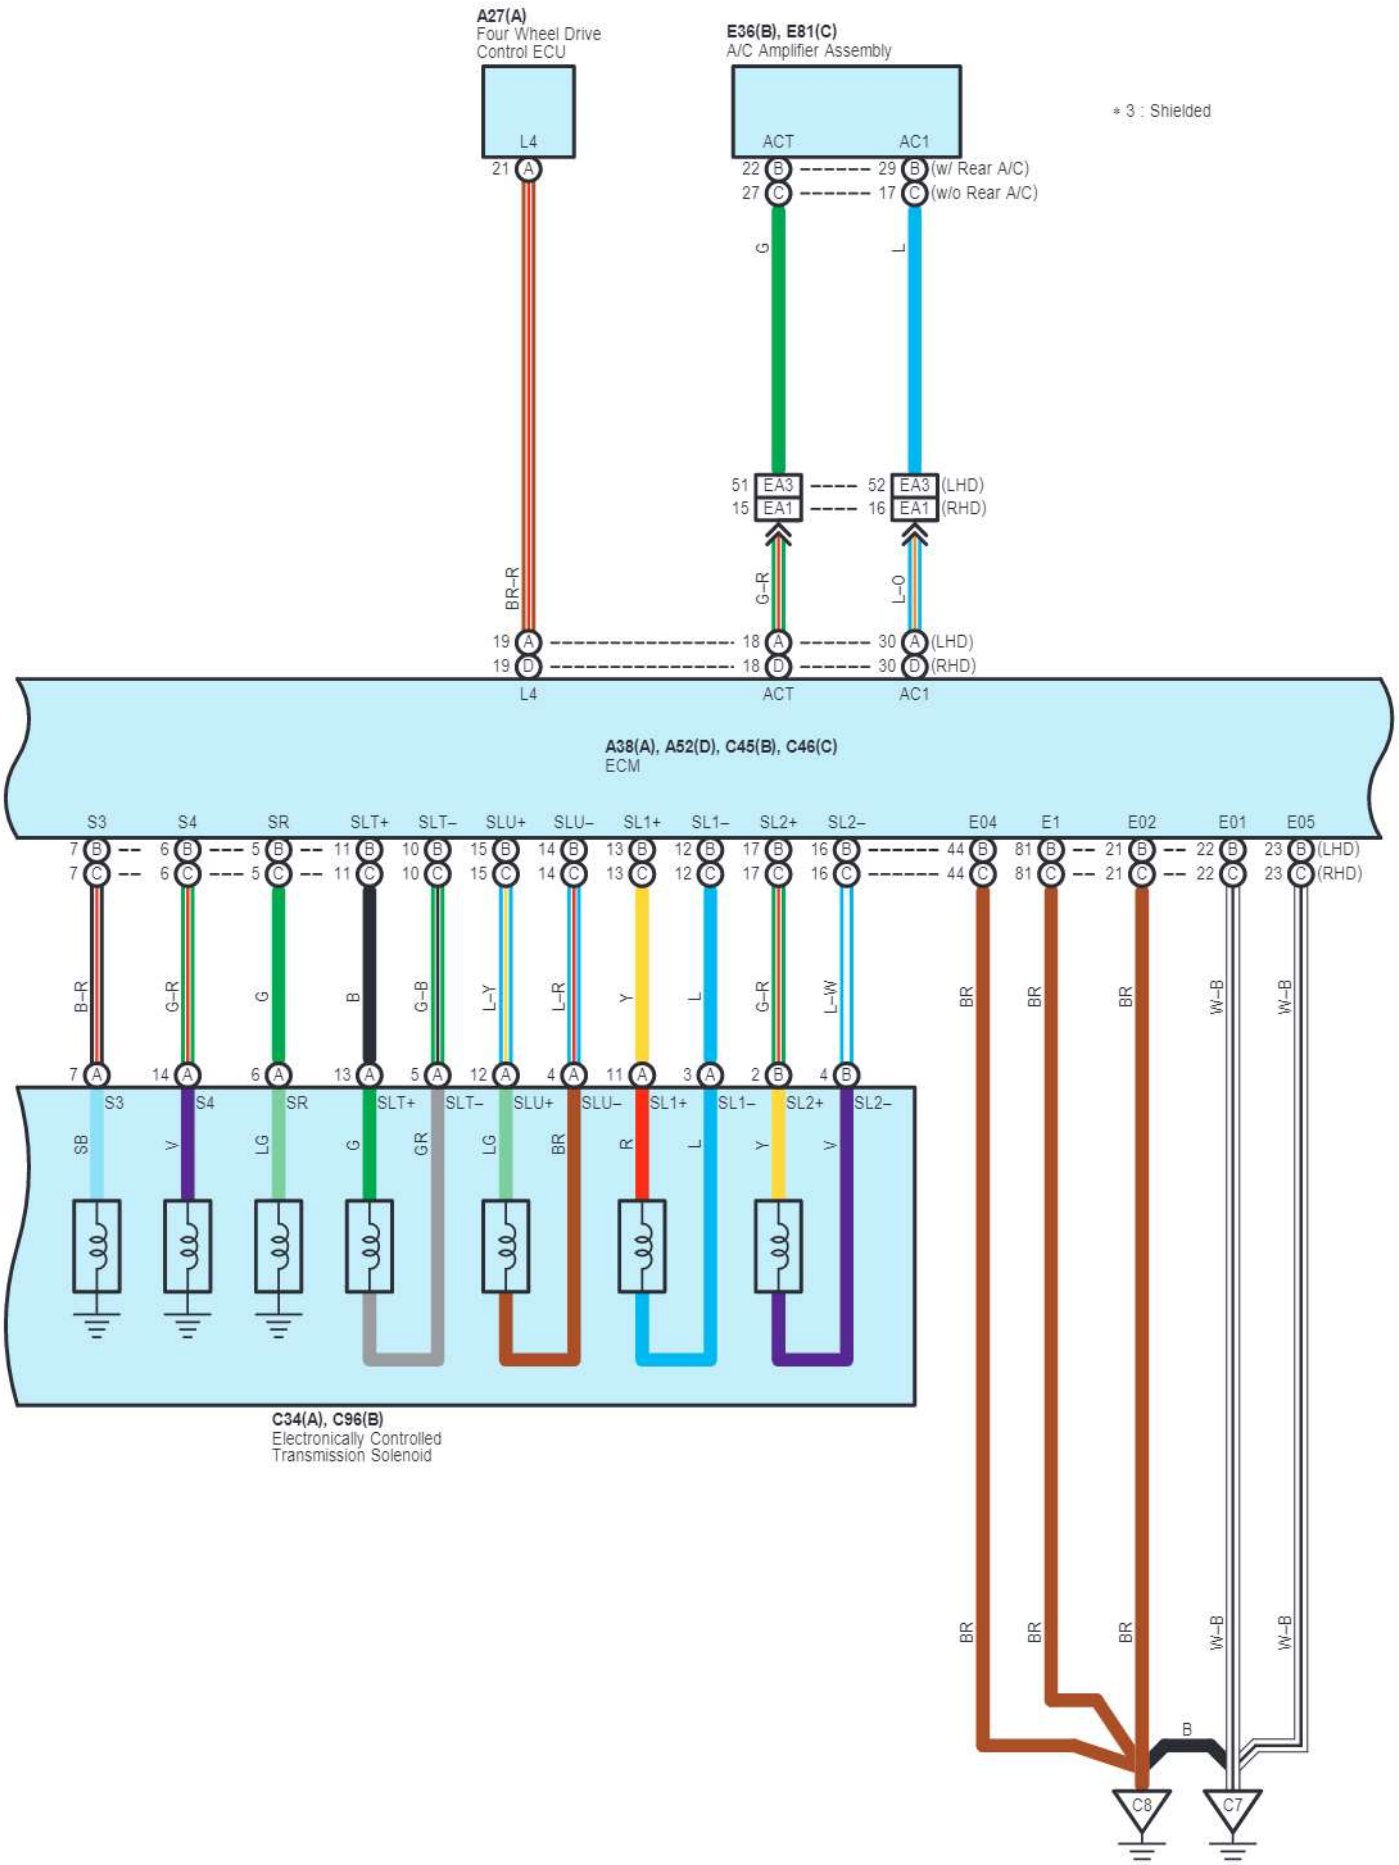 A27(A)
Four Wheel Drive
Control ECU
E36(B), E81(C)
A/C Amplifier Assembly
* 3 : Shielded
L4
ACT
AC1
21 A
22 B 29 B (w/ Rear A/C)
27 C 17 C (w/o Rear A/C)
G
L
51 EA3 52 EA3 (LHD)
15 EA1 16 EA1 (RHD)
BR–R
G–R
L–O
19 A 18 A 30 A (LHD)
19 D 18 D 30 D (RHD)
L4 ACT AC1
A38(A), A52(D), C45(B), C46(C)
ECM
S3 S4 SR SLT+ SLT– SLU+ SLU– SL1+ SL1– SL2+ SL2– E04 E1 E02 E01 E05
7 B 6 B 5 B 11 B 10 B 15 B 14 B 13 B 12 B 17 B 16 B 44 B 81 B 21 B 22 B 23 B (LHD)
7 C 6 C 5 C 11 C 10 C 15 C 14 C 13 C 12 C 17 C 16 C 44 C 81 C 21 C 22 C 23 C (RHD)
B–R G–R G B G–B L–Y L–R Y L G–R L–W BR BR BR W–B W–B
7 A 14 A 6 A 13 A 5 A 12 A 4 A 11 A 3 A 2 B 4 B
S3 S4 SR SLT+ SLT– SLU+ SLU– SL1+ SL1– SL2+ SL2–
SB V LG G GR LG BR R L Y V
C34(A), C96(B)
Electronically Controlled
Transmission Solenoid
BR BR BR W–B W–B
B
C8 C7